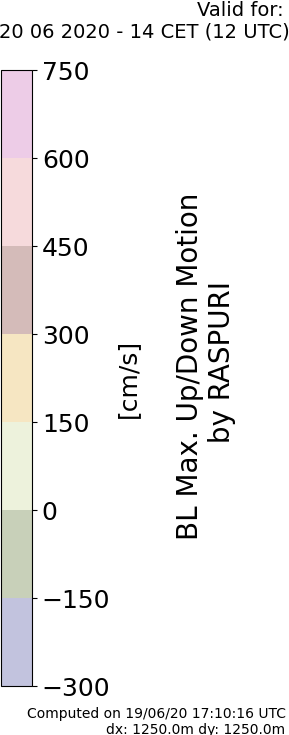 Valid for:
20 06 2020 - 14 CET (12 UTC)
750
600
450
300
150
0
−150
−300
[cm/s]
BL Max. Up/Down Motion
by RASPURI
Computed on 19/06/20 17:10:16 UTC
dx: 1250.0m dy: 1250.0m